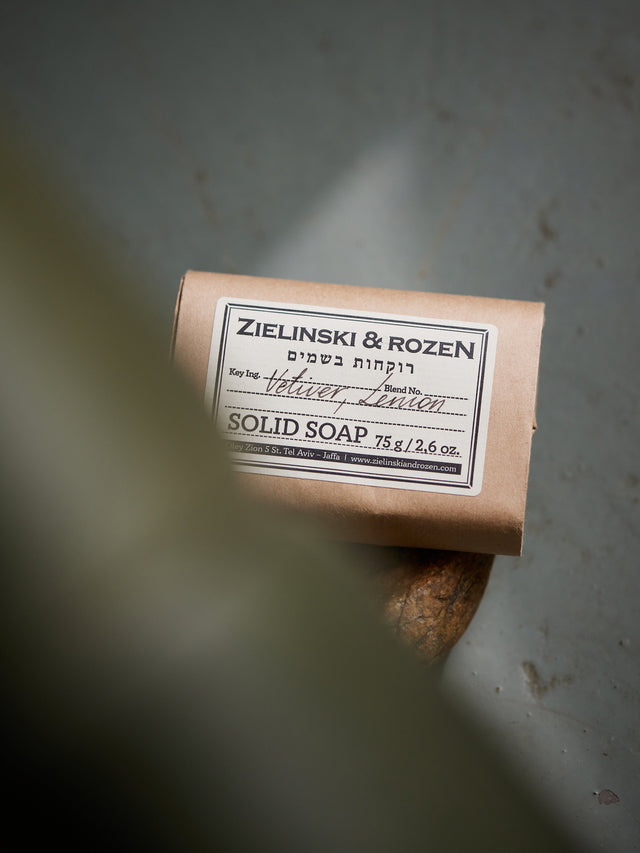 ZIELINSKI & ROZEN
רוקחות בשמים
Key Ing. Vetiver, Lemon Blend No.
SOLID SOAP 75 g / 2,6 oz.
Oley Zion 5 St. Tel Aviv – Jaffa | www.zielinskiandrozen.com